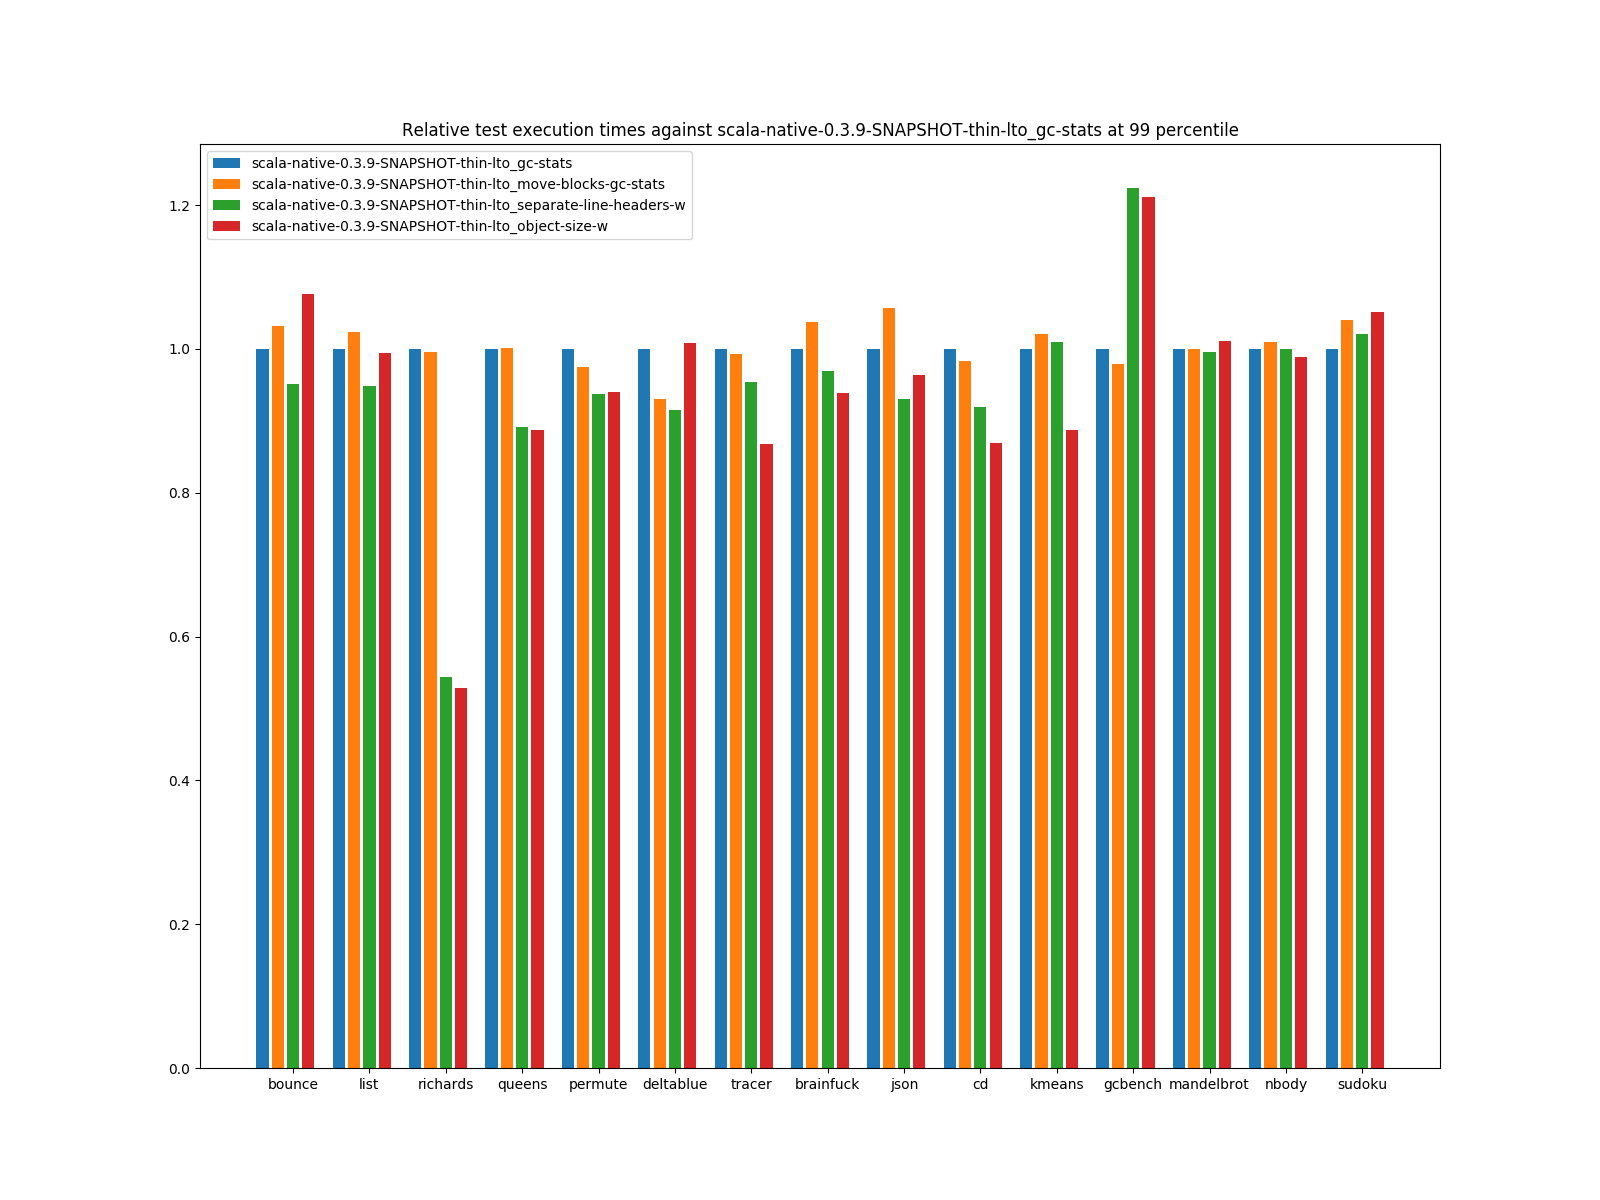 Relative test execution times against scala-native-0.3.9-SNAPSHOT-thin-lto_gc-stats at 99 percentile
scala-native-0.3.9-SNAPSHOT-thin-lto_gc-stats
scala-native-0.3.9-SNAPSHOT-thin-lto_move-blocks-gc-stats
scala-native-0.3.9-SNAPSHOT-thin-lto_separate-line-headers-w
scala-native-0.3.9-SNAPSHOT-thin-lto_object-size-w
1.2
1.0
0.8
0.6
0.4
0.2
0.0
bounce list richards queens permute deltablue tracer brainfuck json cd kmeans gcbench mandelbrot nbody sudoku